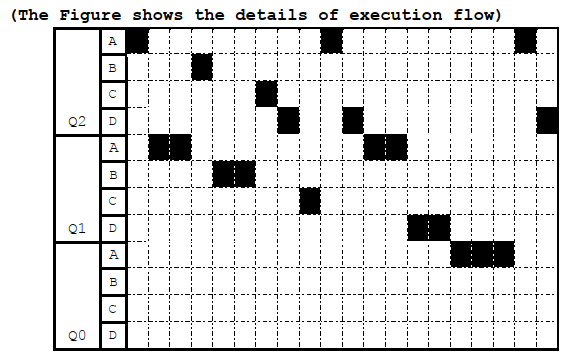 (The Figure shows the details of execution flow)
A
B
C
Q2 D
A
B
C
Q1 D
A
B
C
Q0 D